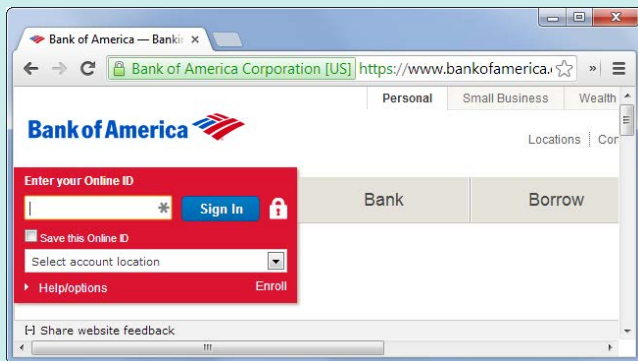 Bank of America — Bankin
Bank of America Corporation [US] https://www.bankofamerica.
Personal Small Business Wealth
Bank of America
Locations Cor
Enter your Online ID
Sign In
Bank Borrow
Save this Online ID
Select account location
Help/options Enroll
[-] Share website feedback